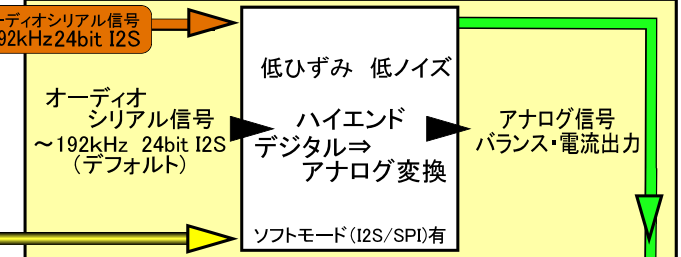 ーディオシリアル信号
92kHz24bit I2S
低ひずみ 低ノイズ
オーディオ
シリアル信号
～192kHz 24bit I2S
(デフォルト)
ハイエンド
デジタル⇒
アナログ変換
アナログ信号
バランス・電流出力
ソフトモード(I2S/SPI)有